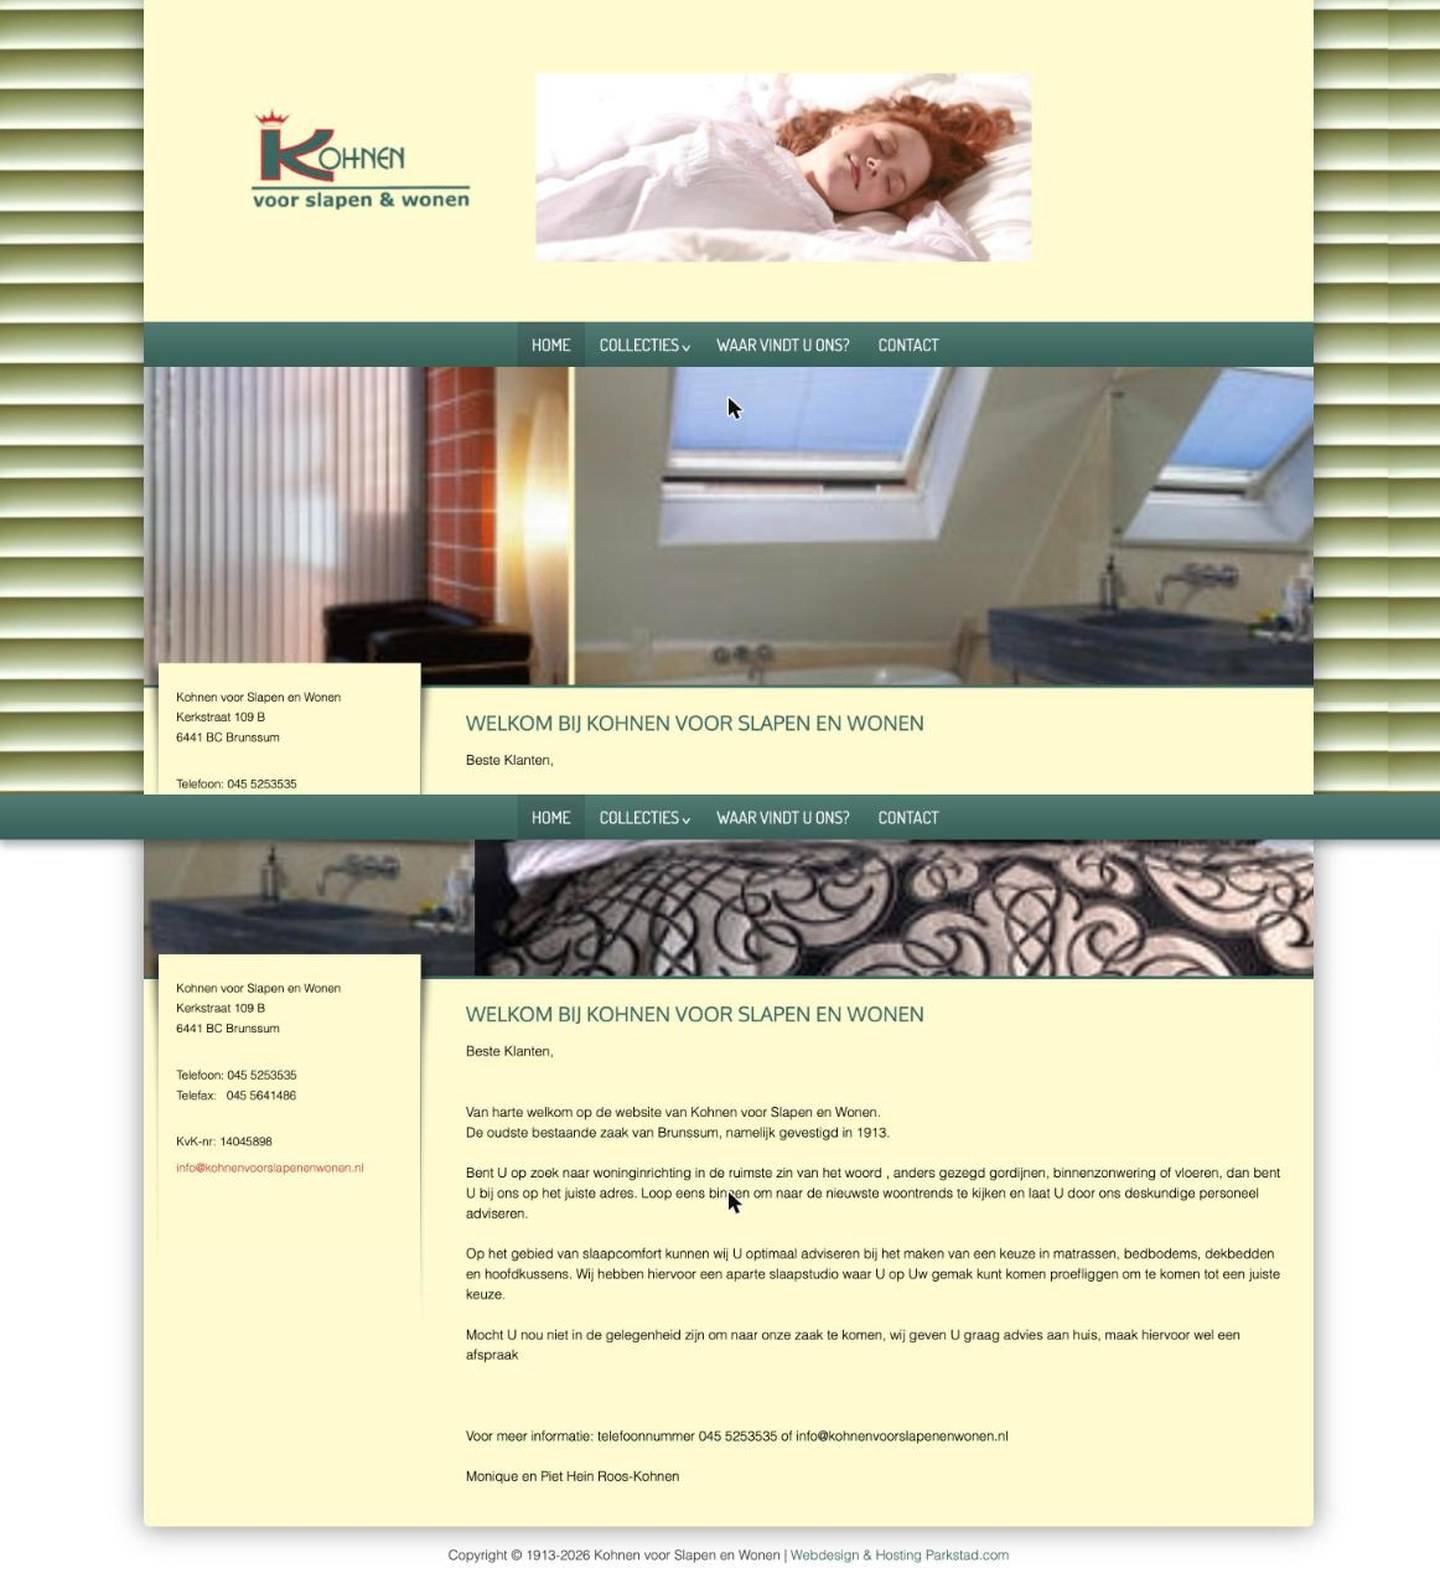 KOHNEN
voor slapen & wonen
HOME COLLECTIES WAAR VINDT U ONS? CONTACT
Kohnen voor Slapen en Wonen
Kerkstraat 109 B
6441 BC Brunssum
Telefoon: 045 5253535
WELKOM BIJ KOHNEN VOOR SLAPEN EN WONEN
Beste Klanten,
HOME COLLECTIES WAAR VINDT U ONS? CONTACT
Kohnen voor Slapen en Wonen
Kerkstraat 109 B
6441 BC Brunssum
Telefoon: 045 5253535
Telefax: 045 5641486
KvK-nr: 14045898
info@kohnenvoorslapenenwonen.nl
WELKOM BIJ KOHNEN VOOR SLAPEN EN WONEN
Beste Klanten,
Van harte welkom op de website van Kohnen voor Slapen en Wonen.
De oudste bestaande zaak van Brunssum, namelijk gevestigd in 1913.
Bent U op zoek naar woninginrichting in de ruimste zin van het woord , anders gezegd gordijnen, binnenzonwering of vloeren, dan bent
U bij ons op het juiste adres. Loop eens binnen om naar de nieuwste woontrends te kijken en laat U door ons deskundige personeel
adviseren.
Op het gebied van slaapcomfort kunnen wij U optimaal adviseren bij het maken van een keuze in matrassen, bedbodems, dekbedden
en hoofdkussens. Wij hebben hiervoor een aparte slaapstudio waar U op Uw gemak kunt komen proefliggen om te komen tot een juiste
keuze.
Mocht U nou niet in de gelegenheid zijn om naar onze zaak te komen, wij geven U graag advies aan huis, maak hiervoor wel een
afspraak
Voor meer informatie: telefoonnummer 045 5253535 of info@kohnenvoorslapenenwonen.nl
Monique en Piet Hein Roos-Kohnen
Copyright © 1913-2026 Kohnen voor Slapen en Wonen | Webdesign & Hosting Parkstad.com